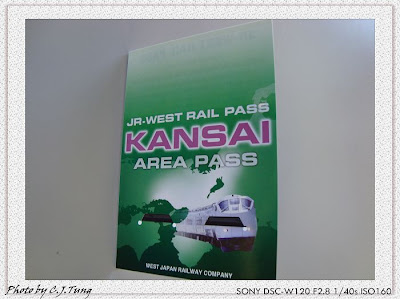 JR-WEST RAIL PASS
KANSAI
AREA PASS
WEST JAPAN RAILWAY COMPANY
Photo by C.J.Tung
SONY DSC-W120 F2.8 1/40s ISO160